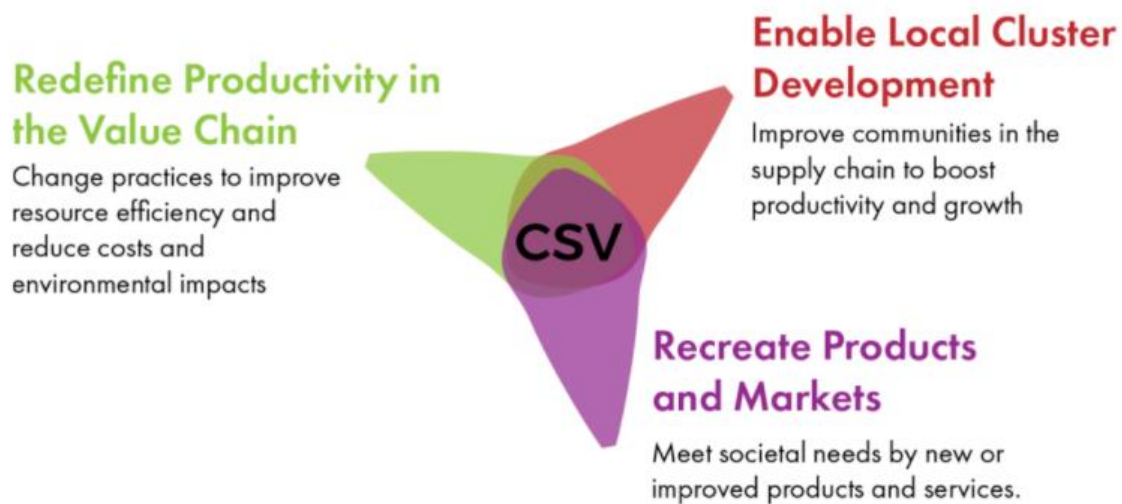 Enable Local Cluster
Development
Improve communities in the
supply chain to boost
productivity and growth
Redefine Productivity in
the Value Chain
Change practices to improve
resource efficiency and
reduce costs and
environmental impacts
CSV
Recreate Products
and Markets
Meet societal needs by new or
improved products and services.